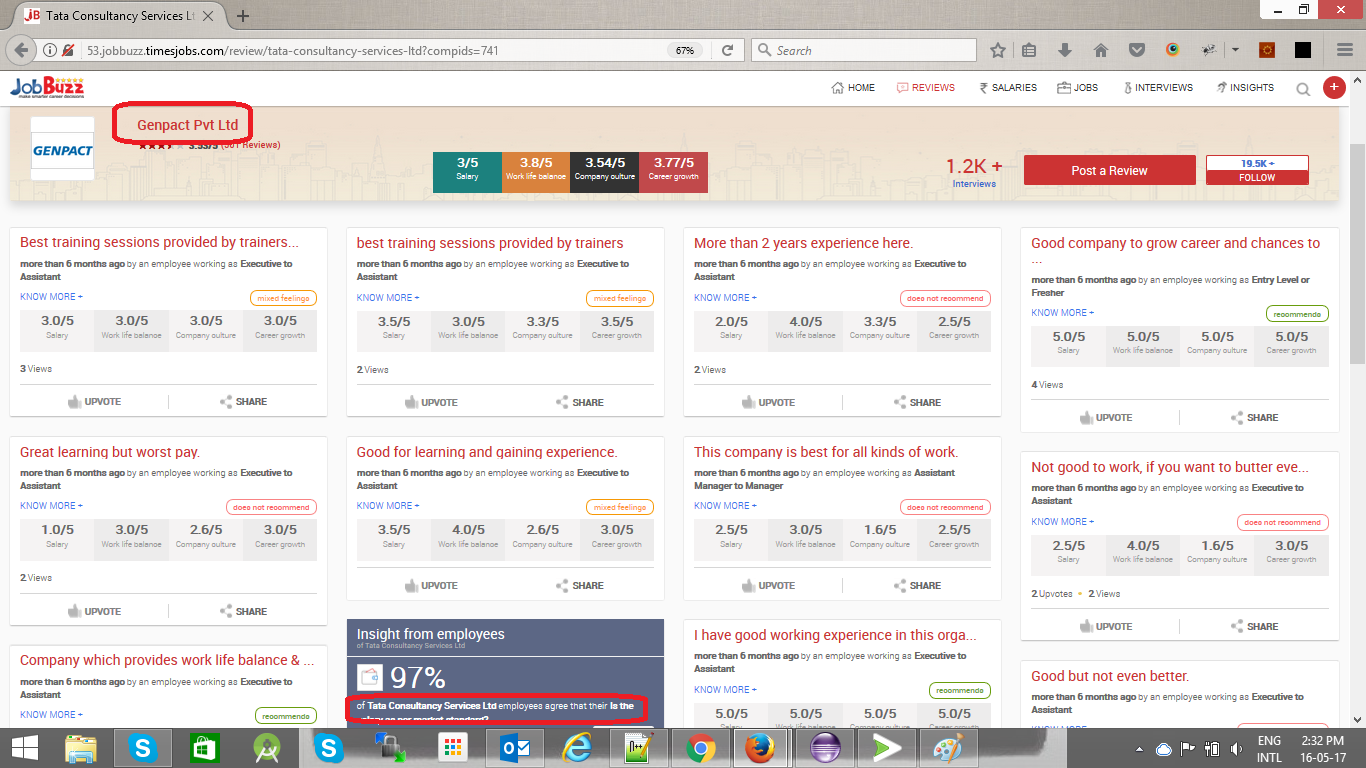 Tata Consultancy Services Lt
53.jobbuzz.timesjobs.com/review/tata-consultancy-services-ltd?compids=741
67%
Search
JobBuzz
make smarter career decisions
HOME
REVIEWS
SALARIES
JOBS
INTERVIEWS
INSIGHTS
GENPACT
Genpact Pvt Ltd
Reviews)
3/5
Salary
3.8/5
Work life balance
3.54/5
Company culture
3.77/5
Career growth
1.2K +
Interviews
Post a Review
19.5K +
FOLLOW
Best training sessions provided by trainers...
more than 6 months ago by an employee working as Executive to
Assistant
KNOW MORE +
mixed feelings
3.0/5 3.0/5 3.0/5 3.0/5
Salary Work life balance Company culture Career growth
3 Views
UPVOTE SHARE
best training sessions provided by trainers
more than 6 months ago by an employee working as Executive to
Assistant
KNOW MORE +
mixed feelings
3.5/5 3.0/5 3.3/5 3.5/5
Salary Work life balance Company culture Career growth
2 Views
UPVOTE SHARE
More than 2 years experience here.
more than 6 months ago by an employee working as Executive to
Assistant
KNOW MORE +
does not recommend
2.0/5 4.0/5 3.3/5 2.5/5
Salary Work life balance Company culture Career growth
2 Views
UPVOTE SHARE
Good company to grow career and chances to
...
more than 6 months ago by an employee working as Entry Level or
Fresher
KNOW MORE +
recommends
5.0/5 5.0/5 5.0/5 5.0/5
Salary Work life balance Company culture Career growth
4 Views
UPVOTE SHARE
Great learning but worst pay.
more than 6 months ago by an employee working as Executive to
Assistant
KNOW MORE +
does not recommend
1.0/5 3.0/5 2.6/5 3.0/5
Salary Work life balance Company culture Career growth
2 Views
UPVOTE SHARE
Good for learning and gaining experience.
more than 6 months ago by an employee working as Executive to
Assistant
KNOW MORE +
mixed feelings
3.5/5 4.0/5 2.6/5 3.0/5
Salary Work life balance Company culture Career growth
UPVOTE SHARE
This company is best for all kinds of work.
more than 6 months ago by an employee working as Assistant
Manager to Manager
KNOW MORE +
does not recommend
2.5/5 3.0/5 1.6/5 2.5/5
Salary Work life balance Company culture Career growth
UPVOTE SHARE
Not good to work, if you want to butter eve...
more than 6 months ago by an employee working as Executive to
Assistant
KNOW MORE +
does not recommend
2.5/5 4.0/5 1.6/5 3.0/5
Salary Work life balance Company culture Career growth
2 Upvotes • 2 Views
UPVOTE SHARE
Company which provides work life balance & ...
more than 6 months ago by an employee working as Executive to
Assistant
KNOW MORE +
recommends
Insight from employees
of Tata Consultancy Services Ltd
97%
of Tata Consultancy Services Ltd employees agree that their Is the
salary as per market standard?
I have good working experience in this orga...
more than 6 months ago by an employee working as Executive to
Assistant
KNOW MORE +
recommends
5.0/5 5.0/5 5.0/5 5.0/5
Good but not even better.
more than 6 months ago by an employee working as Executive to
Assistant
ENG
INTL
2:32 PM
16-05-17